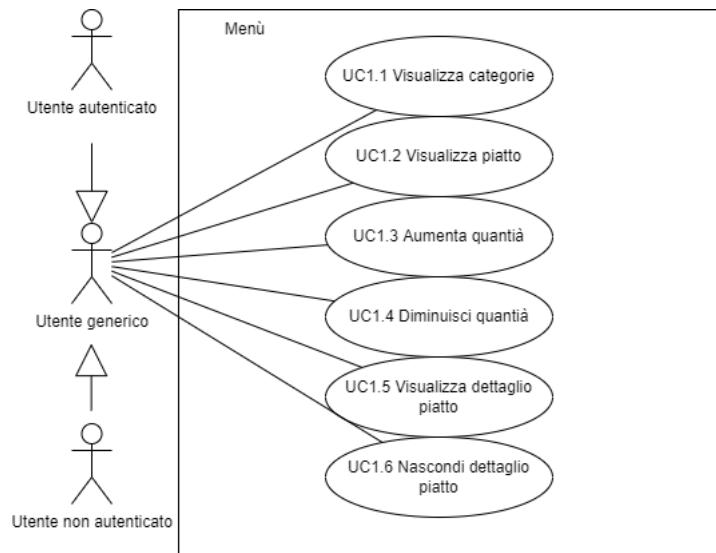 Menù
UC1.1 Visualizza categorie
Utente autenticato
UC1.2 Visualizza piatto
UC1.3 Aumenta quantià
Utente generico
UC1.4 Diminuisci quantià
UC1.5 Visualizza dettaglio
piatto
UC1.6 Nascondi dettaglio
piatto
Utente non autenticato